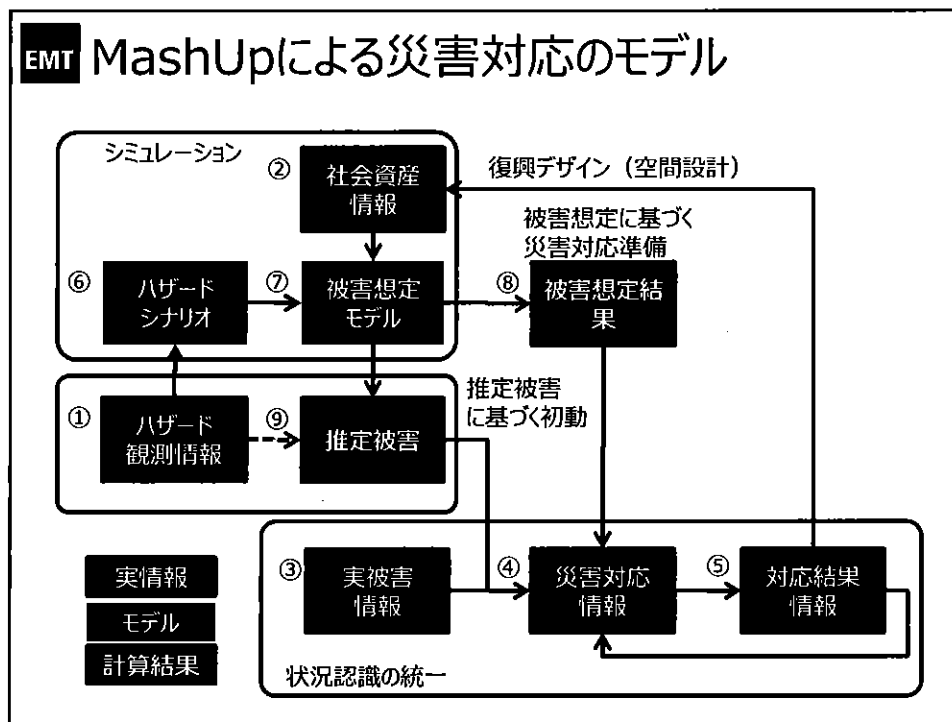 EMT MashUpによる災害対応のモデル
シミュレーション
② 社会資産
情報
復興デザイン（空間設計）
被害想定に基づく
災害対応準備
⑥ ハザード
シナリオ
⑦ 被害想定
モデル
⑧ 被害想定結
果
① ハザード
観測情報
⑨ 推定被害
推定被害
に基づく初動
③ 実被害
情報
④ 災害対応
情報
⑤ 対応結果
情報
状況認識の統一
実情報
モデル
計算結果